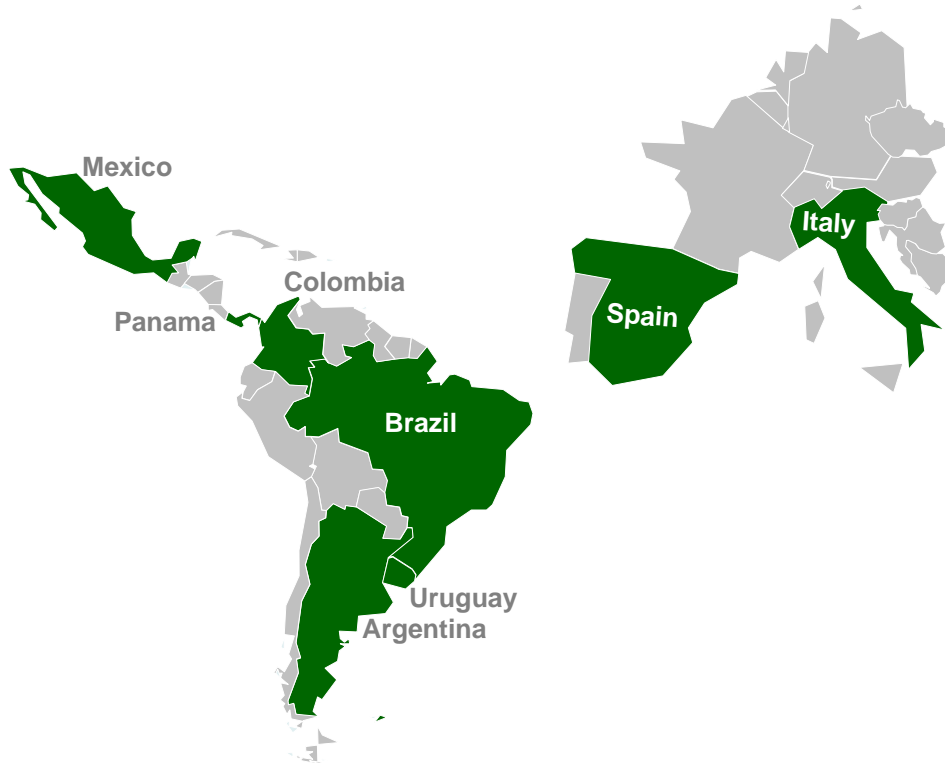 Mexico
Italy
Colombia
Panama
Spain
Brazil
Uruguay
Argentina